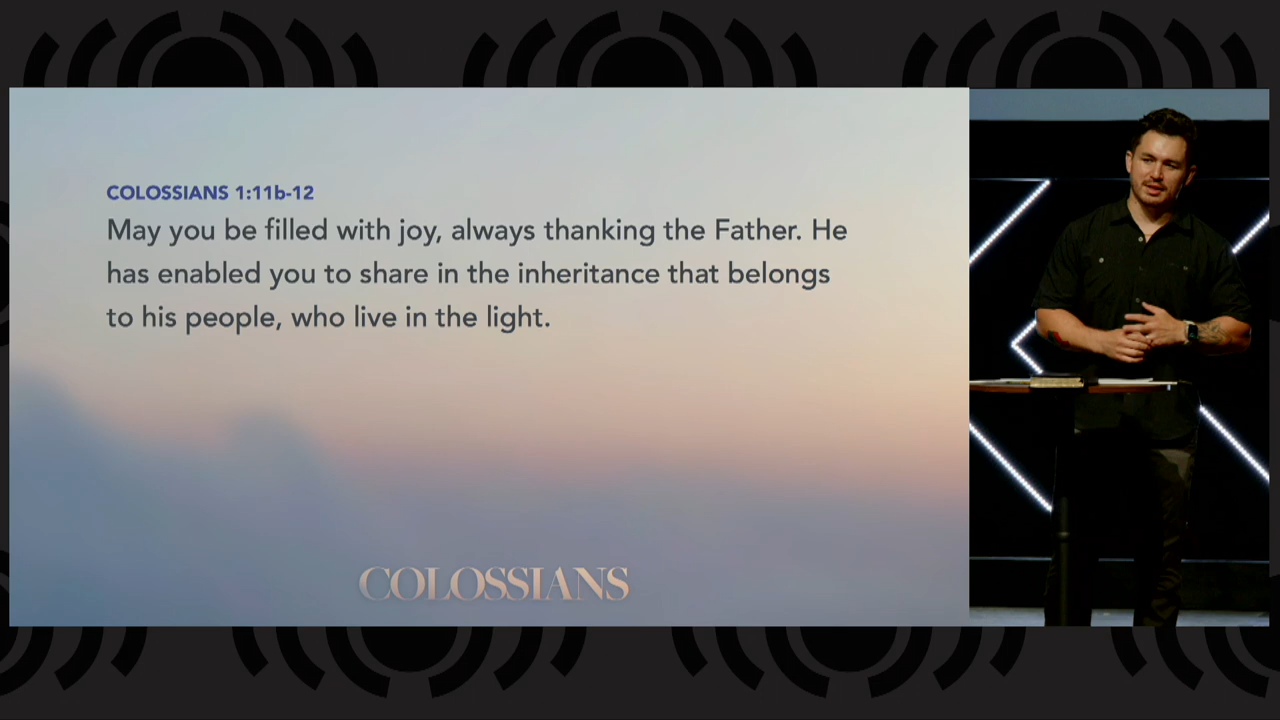 COLOSSIANS 1:11b-12
May you be filled with joy, always thanking the Father. He
has enabled you to share in the inheritance that belongs
to his people, who live in the light.
COLOSSIANS